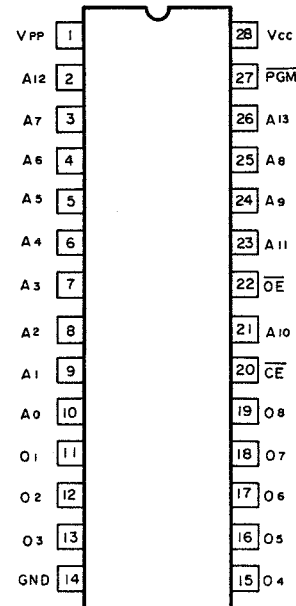 VPP 1 28 VCC
A12 2 27 PGM
A7 3 26 A13
A6 4 25 A8
A5 5 24 A9
A4 6 23 A11
A3 7 22 OE
A2 8 21 A10
A1 9 20 CE
A0 10 19 O8
O1 11 18 O7
O2 12 17 O6
O3 13 16 O5
GND 14 15 O4